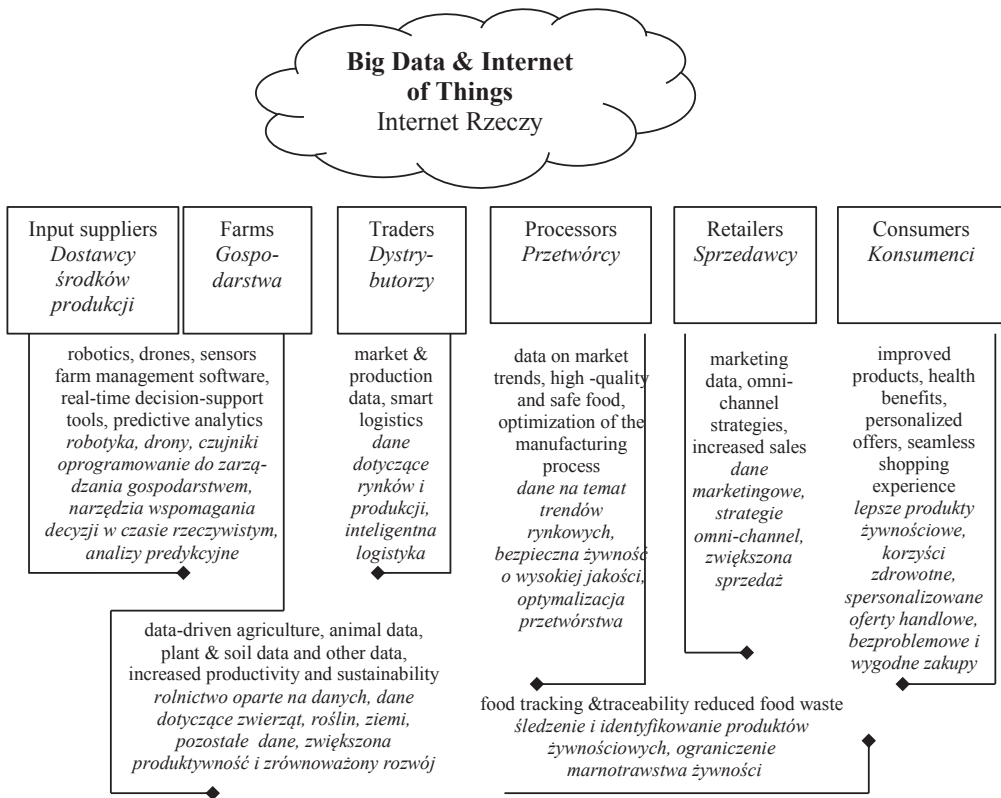 Big Data & Internet
of Things
Internet Rzeczy
Input suppliers
Dostawcy
środków
produkcji
Farms
Gospo-
darstwa
Traders
Dystry-
butorzy
Processors
Przetwórcy
Retailers
Sprzedawcy
Consumers
Konsumenci
robotics, drones, sensors
farm management software,
real-time decision-support
tools, predictive analytics
robotyka, drony, czujniki
oprogramowanie do zarzą-
dzania gospodarstwem,
narzędzia wspomagania
decyzji w czasie rzeczywistym,
analizy predykcyjne
market &
production
data, smart
logistics
dane
dotyczące
rynków i
produkcji,
inteligentna
logistyka
data on market
trends, high -quality
and safe food,
optimization of the
manufacturing
process
dane na temat
trendów
rynkowych,
bezpieczna żywność
o wysokiej jakości,
optymalizacja
przetwórstwa
marketing
data, omni-
channel
strategies,
increased sales
dane
marketingowe,
strategie
omni-channel,
zwiększona
sprzedaż
improved
products, health
benefits,
personalized
offers, seamless
shopping
experience
lepsze produkty
żywnościowe,
korzyści
zdrowotne,
spersonalizowane
oferty handlowe,
bezproblemowe i
wygodne zakupy
data-driven agriculture, animal data,
plant & soil data and other data,
increased productivity and sustainability
rolnictwo oparte na danych, dane
dotyczące zwierząt, roślin, ziemi,
pozostałe dane, zwiększona
produktywność i zrównoważony rozwój
food tracking &traceability reduced food waste
śledzenie i identyfikowanie produktów
żywnościowych, ograniczenie
marnotrawstwa żywności